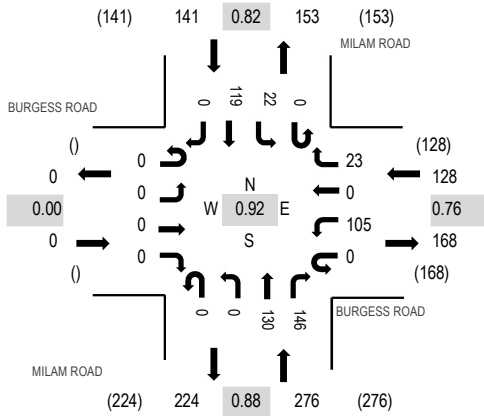 (141) 141 0.82 153 (153)
MILAM ROAD
BURGESS ROAD
0 119 22 0
() 0 23 (128)
0 0 0 128
0.00 0 W N 0.92 E S 105 0.76
0 0 0 168
() (168)
0 0 130 146
BURGESS ROAD
MILAM ROAD
(224) 224 0.88 276 (276)